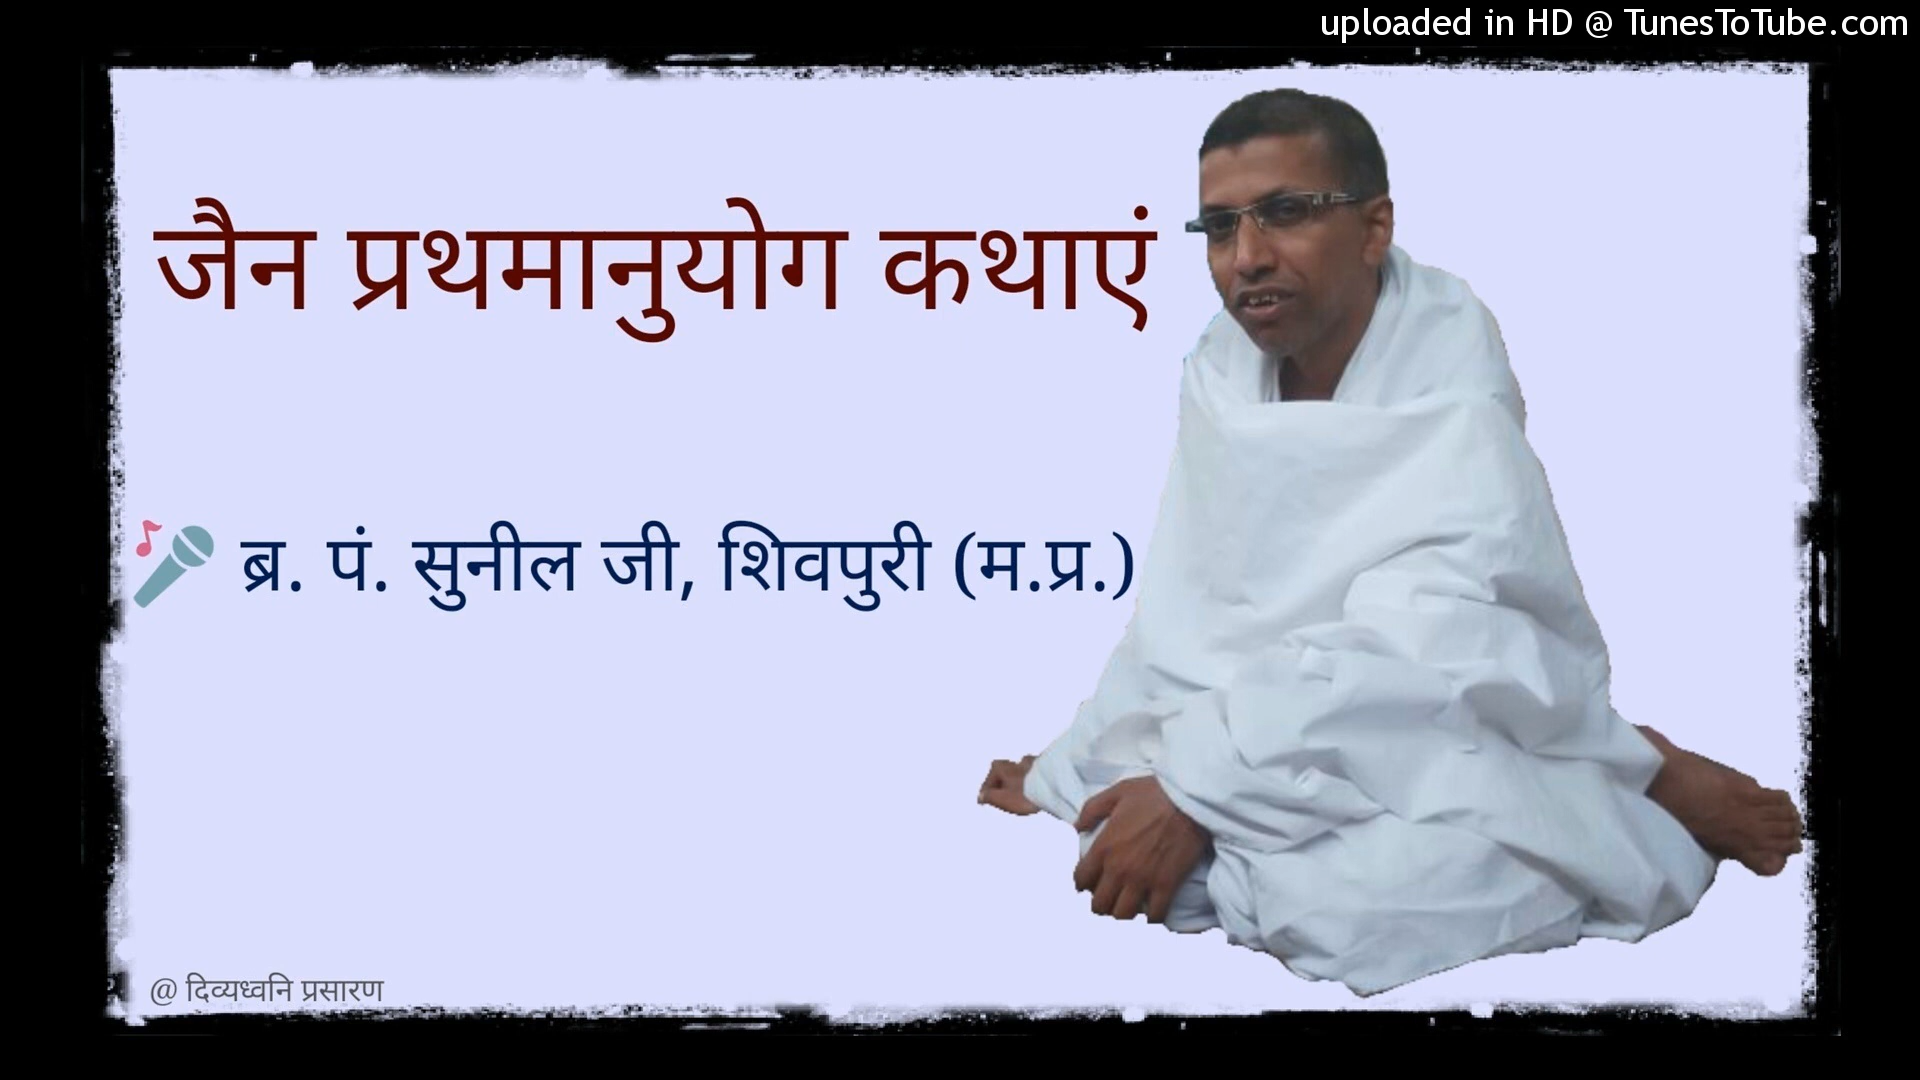 uploaded in HD @ TunesToTube.com
जैन प्रथमानुयोग कथाएं
ब्र. पं. सुनील जी, शिवपुरी (म.प्र.)
@ दिव्यध्वनि प्रसारण